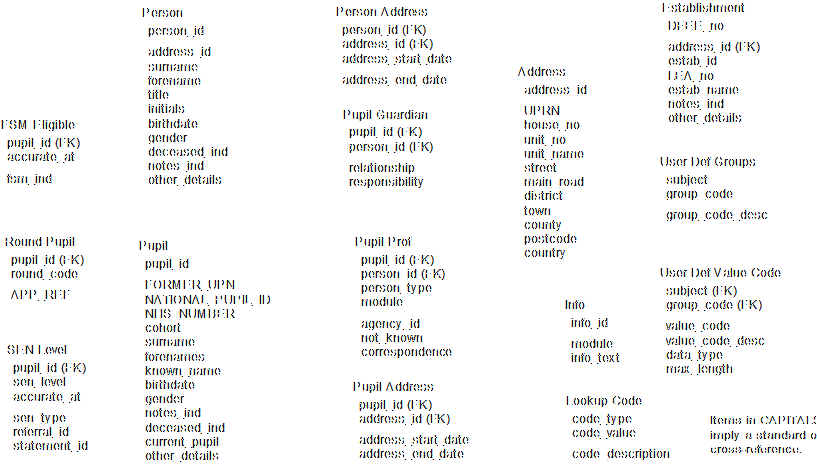 Person
person_id
address_id
surname
forename
title
initials
birthdate
gender
deceased_ind
notes_ind
other_details
Person Address
person_id (FK)
address_id (FK)
address_start_date
address_end_date
Establishment
DFEE_no
address_id (FK)
estab_id
LEA_no
estab_name
notes_ind
other_details
Address
address_id
UPRN
house_no
unit_no
unit_name
street
main_road
district
town
county
postcode
country
FSM Eligible
pupil_id (FK)
accurate_at
fsm_ind
Pupil Guardian
pupil_id (FK)
person_id (FK)
relationship
responsibility
User Def Groups
subject
group_code
group_code_desc
Round Pupil
pupil_id (FK)
round_code
APP_REF
Pupil
pupil_id
FORMER_UPN
NATIONAL_PUPIL_ID
NHS_NUMBER
cohort
surname
forenames
known_name
birthdate
gender
notes_ind
deceased_ind
current_pupil
other_details
Pupil Prof
pupil_id (FK)
person_id (FK)
person_type
module
agency_id
not_known
correspondence
User Def Value Code
subject (FK)
group_code (FK)
value_code
value_code_desc
data_type
max_length
Info
info_id
module
info_text
SEN Level
pupil_id (FK)
sen_level
accurate_at
sen_type
referral_id
statement_id
Pupil Address
pupil_id (FK)
address_id (FK)
address_start_date
address_end_date
Lookup Code
code_type
code_value
code_description
Items in CAPITALS
imply a standard o
cross-reference.